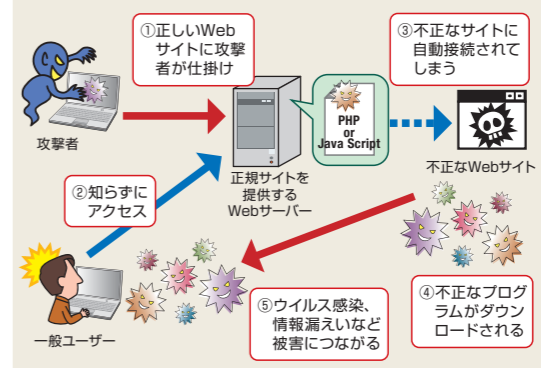 ①正しいWeb
サイトに攻撃
者が仕掛け
③不正なサイトに
自動接続されて
しまう
PHP
or
Java Script
攻撃者
正規サイトを
提供する
Webサーバー
不正なWebサイト
②知らずに
アクセス
④不正なプログ
ラムがダウン
ロードされる
⑤ウイルス感染、
情報漏えいなど
被害につながる
一般ユーザー